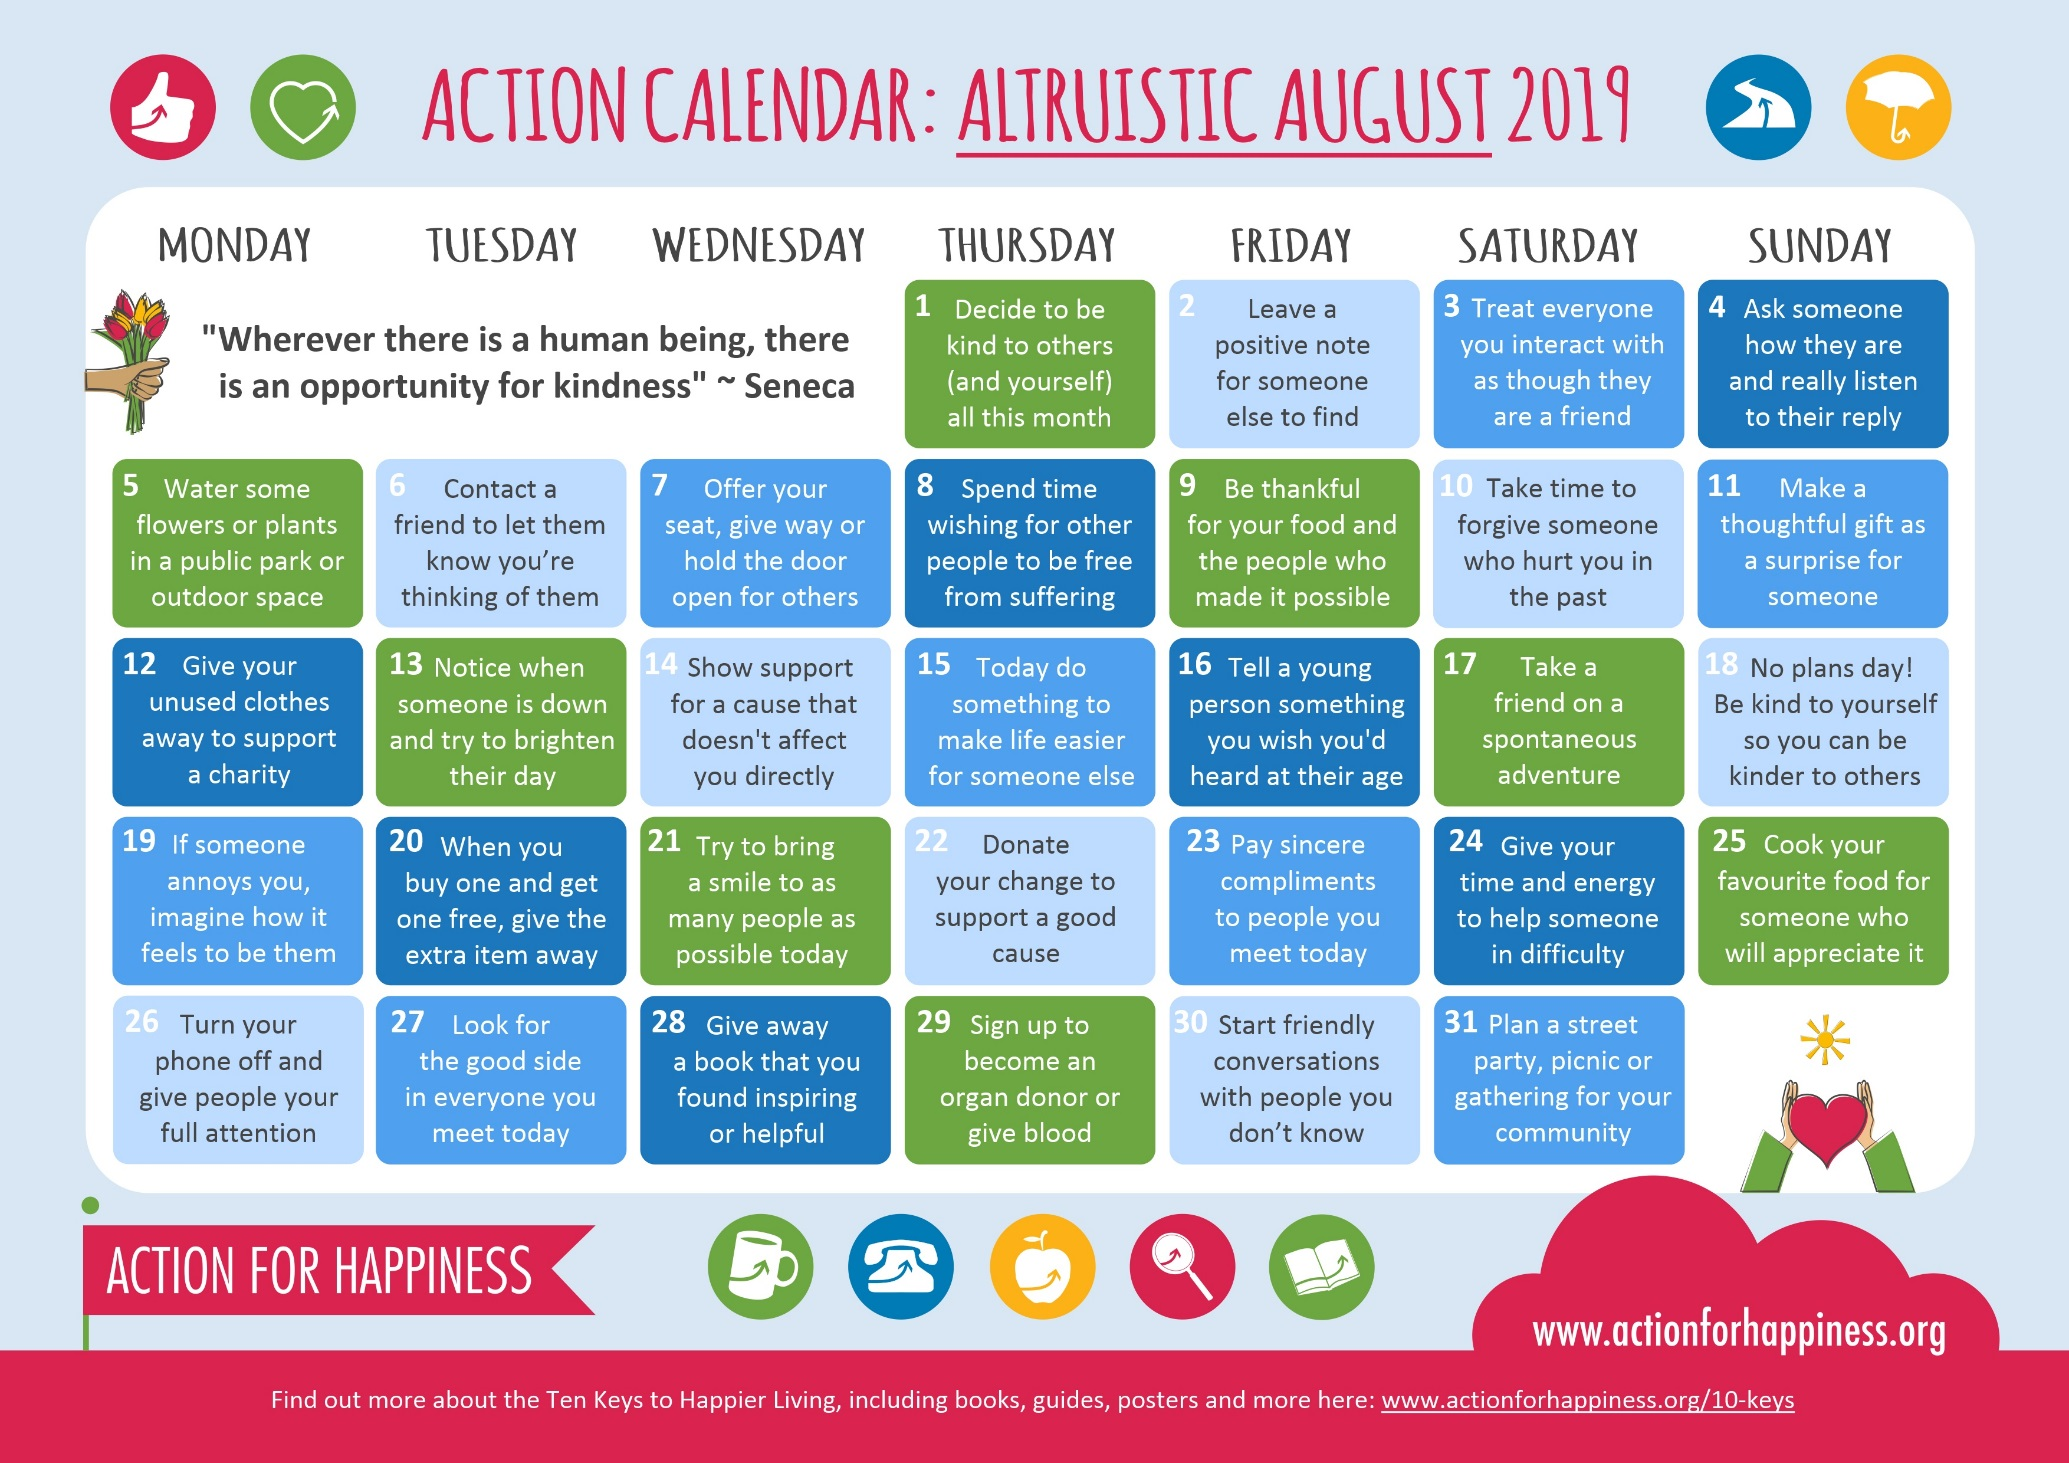 ACTION CALENDAR: ALTRUISTIC AUGUST 2019
MONDAY TUESDAY WEDNESDAY THURSDAY FRIDAY SATURDAY SUNDAY
"Wherever there is a human being, there
is an opportunity for kindness" ~ Seneca
1 Decide to be
kind to others
(and yourself)
all this month
2 Leave a
positive note
for someone
else to find
3 Treat everyone
you interact with
as though they
are a friend
4 Ask someone
how they are
and really listen
to their reply
5 Water some
flowers or plants
in a public park or
outdoor space
6 Contact a
friend to let them
know you’re
thinking of them
7 Offer your
seat, give way or
hold the door
open for others
8 Spend time
wishing for other
people to be free
from suffering
9 Be thankful
for your food and
the people who
made it possible
10 Take time to
forgive someone
who hurt you in
the past
11 Make a
thoughtful gift as
a surprise for
someone
12 Give your
unused clothes
away to support
a charity
13 Notice when
someone is down
and try to brighten
their day
14 Show support
for a cause that
doesn't affect
you directly
15 Today do
something to
make life easier
for someone else
16 Tell a young
person something
you wish you'd
heard at their age
17 Take a
friend on a
spontaneous
adventure
18 No plans day!
Be kind to yourself
so you can be
kinder to others
19 If someone
annoys you,
imagine how it
feels to be them
20 When you
buy one and get
one free, give the
extra item away
21 Try to bring
a smile to as
many people as
possible today
22 Donate
your change to
support a good
cause
23 Pay sincere
compliments
to people you
meet today
24 Give your
time and energy
to help someone
in difficulty
25 Cook your
favourite food for
someone who
will appreciate it
26 Turn your
phone off and
give people your
full attention
27 Look for
the good side
in everyone you
meet today
28 Give away
a book that you
found inspiring
or helpful
29 Sign up to
become an
organ donor or
give blood
30 Start friendly
conversations
with people you
don’t know
31 Plan a street
party, picnic or
gathering for your
community
ACTION FOR HAPPINESS
www.actionforhappiness.org
Find out more about the Ten Keys to Happier Living, including books, guides, posters and more here: www.actionforhappiness.org/10-keys